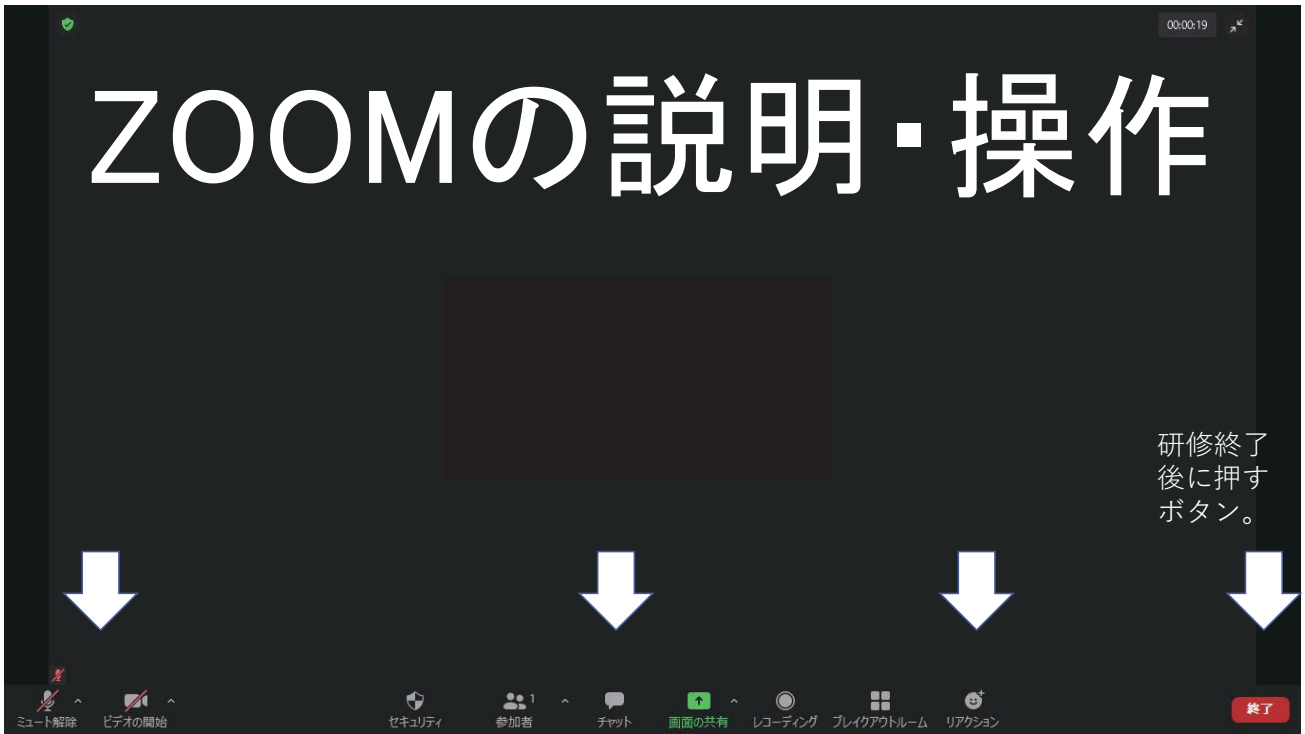 00:00:19
ZOOMの説明・操作
研修終了
後に押す
ボタン。
ミュート解除
ビデオの開始
セキュリティ
参加者
1
チャット
画面の共有
レコーディング
ブレイクアウトルーム
リアクション
終了